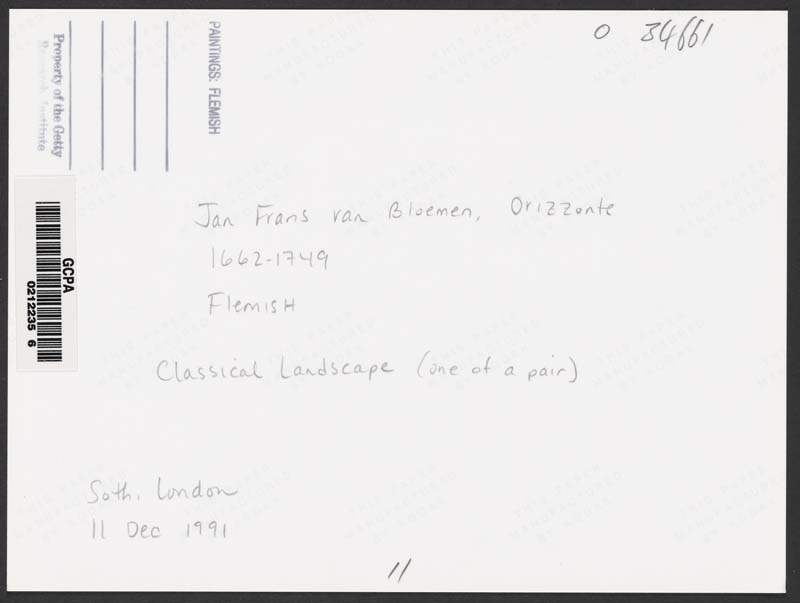 O 34661
PAINTINGS: FLEMISH
Property of the Getty
Research Institute
GCPA
0212235 6
Jan Frans van Bloemen, Orizzonte
1662-1749
Flemish
Classical Landscape (one of a pair)
Soth. London
11 Dec 1991
11
THIS PAPER
MANUFACTURED
BY KODAK